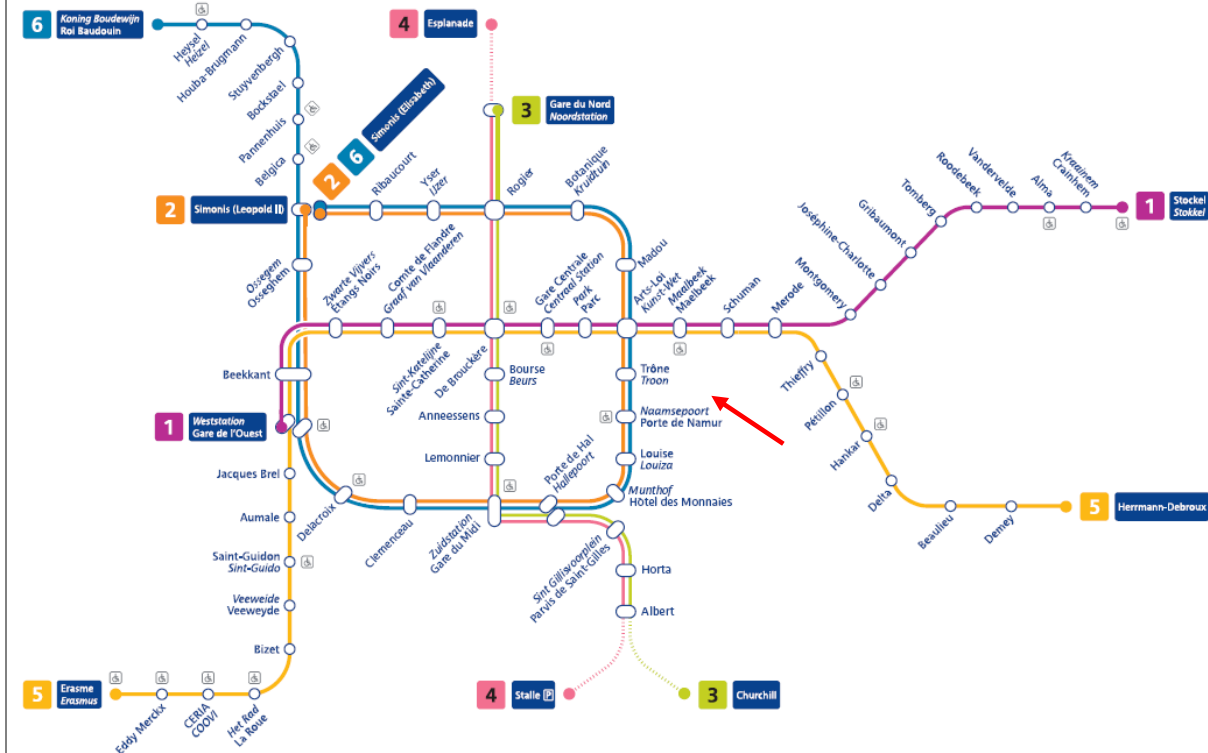 6
Koning Boudewijn
Roi Baudouin
Heysel
Heizel
Houba-Brugmann
Stuyvenbergh
Bockstael
Pannenhuis
Belgica
4
Esplanade
3
Gare du Nord
Noordstation
2
6
Simonis (Elisabeth)
2
Simonis (Leopold II)
Ribaucourt
Yser
IJzer
Rogier
Botanique
Kruidtuin
Madou
Ossegem
Osseghem
Zwarte Vijvers
Étangs Noirs
Comte de Flandre
Graaf van Vlaanderen
Sint-Katelijne
Sainte-Catherine
De Brouckère
Gare Centrale
Centraal Station
Park
Parc
Arts-Loi
Kunst-Wet
Maalbeek
Maelbeek
Schuman
Merode
Montgomery
Joséphine-Charlotte
Gribaumont
Tomberg
Roodebeek
Vandervelde
Alma
Kraainem
Crainhem
1
Stockel
Stokkel
Beekkant
1
Weststation
Gare de l'Ouest
Bourse
Beurs
Anneessens
Lemonnier
Trône
Troon
Naamsepoort
Porte de Namur
Louise
Louiza
Munthof
Hôtel des Monnaies
Porte de Hal
Hallepoort
Zuidstation
Gare du Midi
Clemenceau
Delacroix
Thieffry
Pétillon
Hankar
Delta
Beaulieu
Demey
5
Herrmann-Debroux
Jacques Brel
Aumale
Saint-Guidon
Sint-Guido
Veeweide
Veeweyde
Bizet
Het Rad
La Roue
CERIA
COOVI
Eddy Merckx
5
Erasme
Erasmus
Sint Gillisvoorplein
Parvis de Saint-Gilles
Horta
Albert
4
Stalle P
3
Churchill